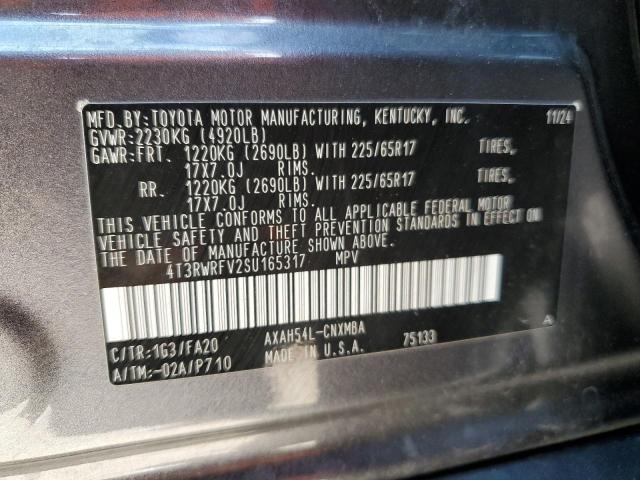 MFD.BY:TOYOTA MOTOR MANUFACTURING, KENTUCKY, INC. 11/24
GVWR:2230KG (4920LB)
GAWR:FRT. 1220KG (2690LB) WITH 225/65R17 TIRES,
17X7.0J RIMS.
RR. 1220KG (2690LB) WITH 225/65R17 TIRES,
17X7.0J RIMS.
THIS VEHICLE CONFORMS TO ALL APPLICABLE FEDERAL MOTOR
VEHICLE SAFETY AND THEFT PREVENTION STANDARDS IN EFFECT ON
THE DATE OF MANUFACTURE SHOWN ABOVE.
4T3RWRFV2SU165317 MPV
A
C/TR:1G3/FA20 AXAH54L-CNXMBA 75133
A/TM:-02A/P710 MADE IN U.S.A.